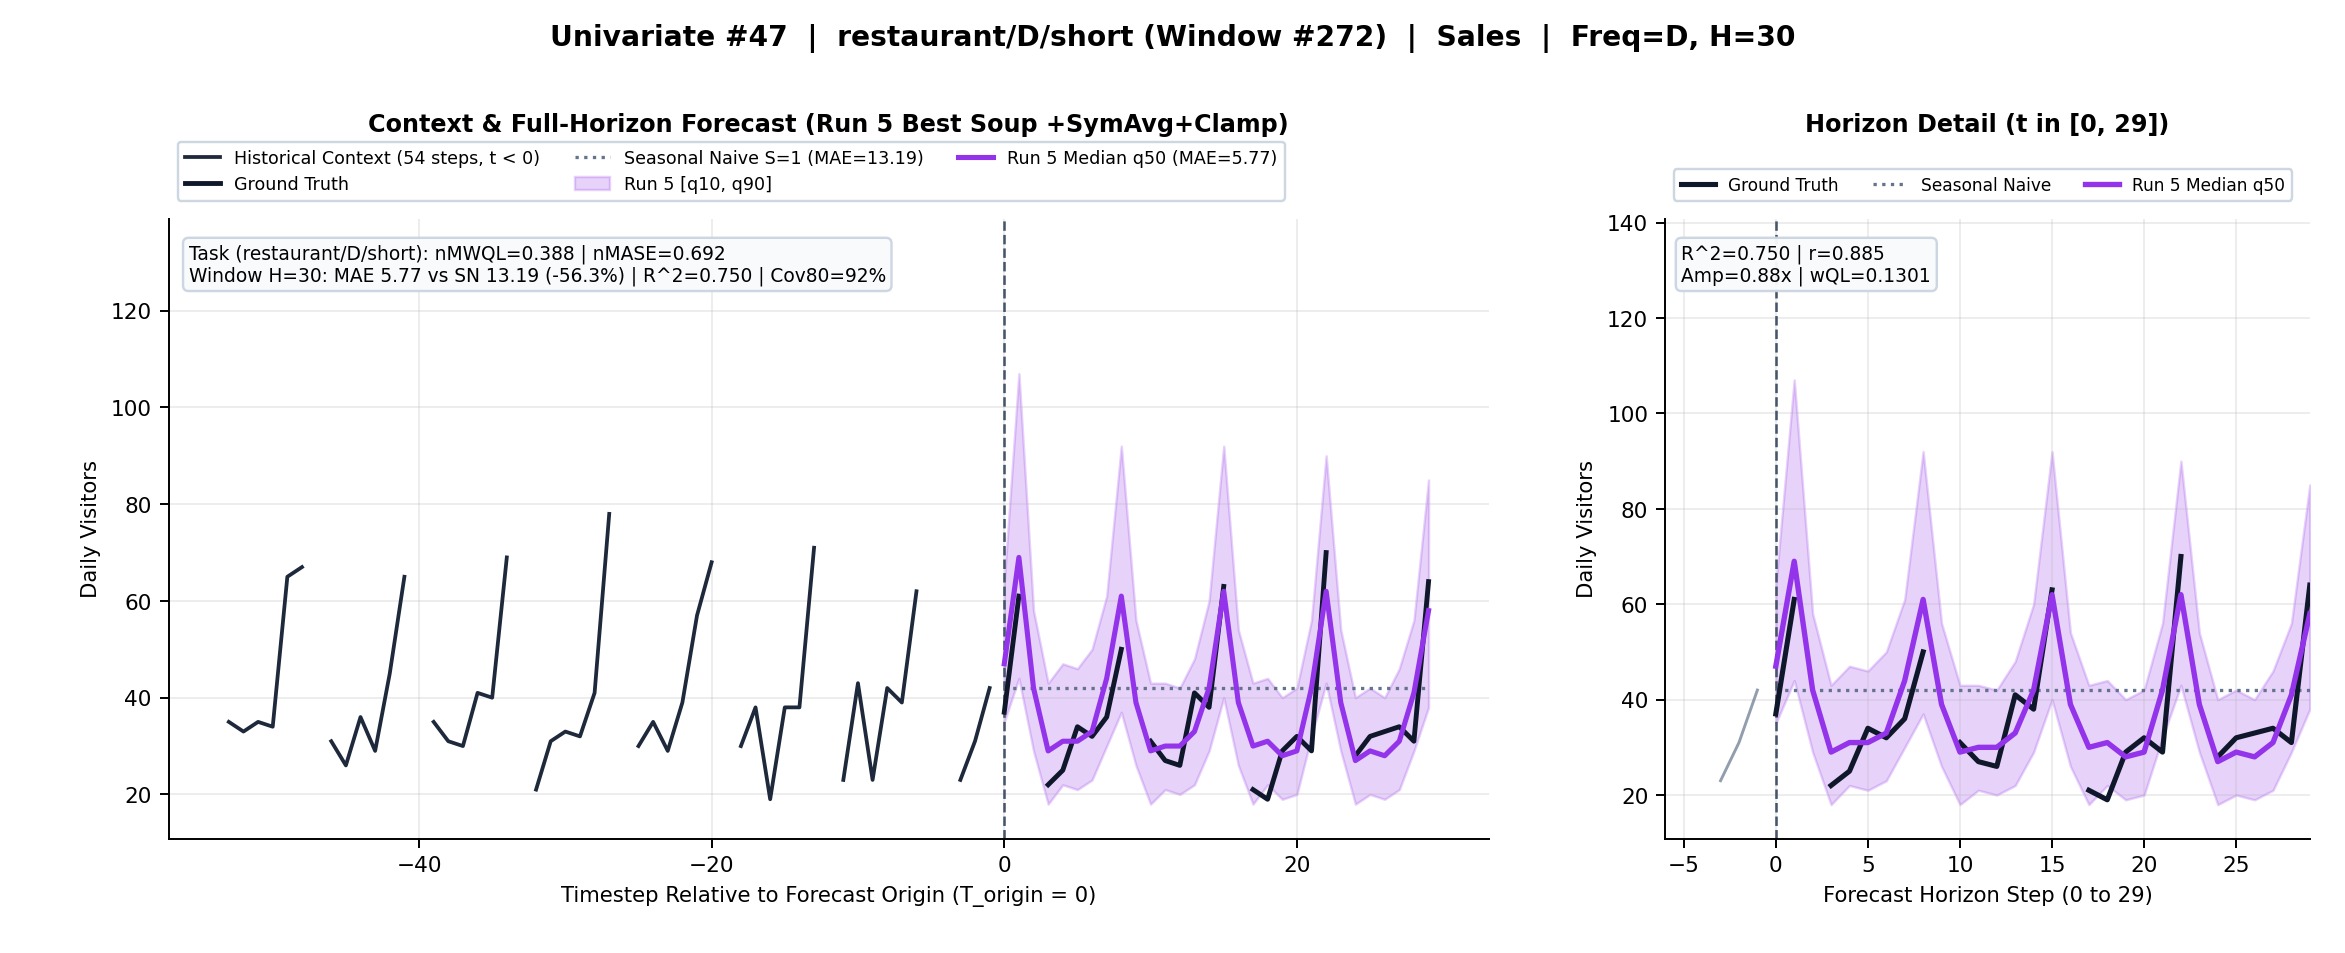 Univariate #47 | restaurant/D/short (Window #272) | Sales | Freq=D, H=30
Context & Full-Horizon Forecast (Run 5 Best Soup +SymAvg+Clamp)
Historical Context (54 steps, t < 0)
Ground Truth
Seasonal Naive S=1 (MAE=13.19)
Run 5 [q10, q90]
Run 5 Median q50 (MAE=5.77)
Task (restaurant/D/short): nMWQL=0.388 | nMASE=0.692
Window H=30: MAE 5.77 vs SN 13.19 (-56.3%) | R^2=0.750 | Cov80=92%
Daily Visitors
120
100
80
60
40
20
−40
−20
0
20
Timestep Relative to Forecast Origin (T_origin = 0)
Horizon Detail (t in [0, 29])
Ground Truth
Seasonal Naive
Run 5 Median q50
R^2=0.750 | r=0.885
Amp=0.88x | wQL=0.1301
Daily Visitors
140
120
100
80
60
40
20
−5
0
5
10
15
20
25
Forecast Horizon Step (0 to 29)